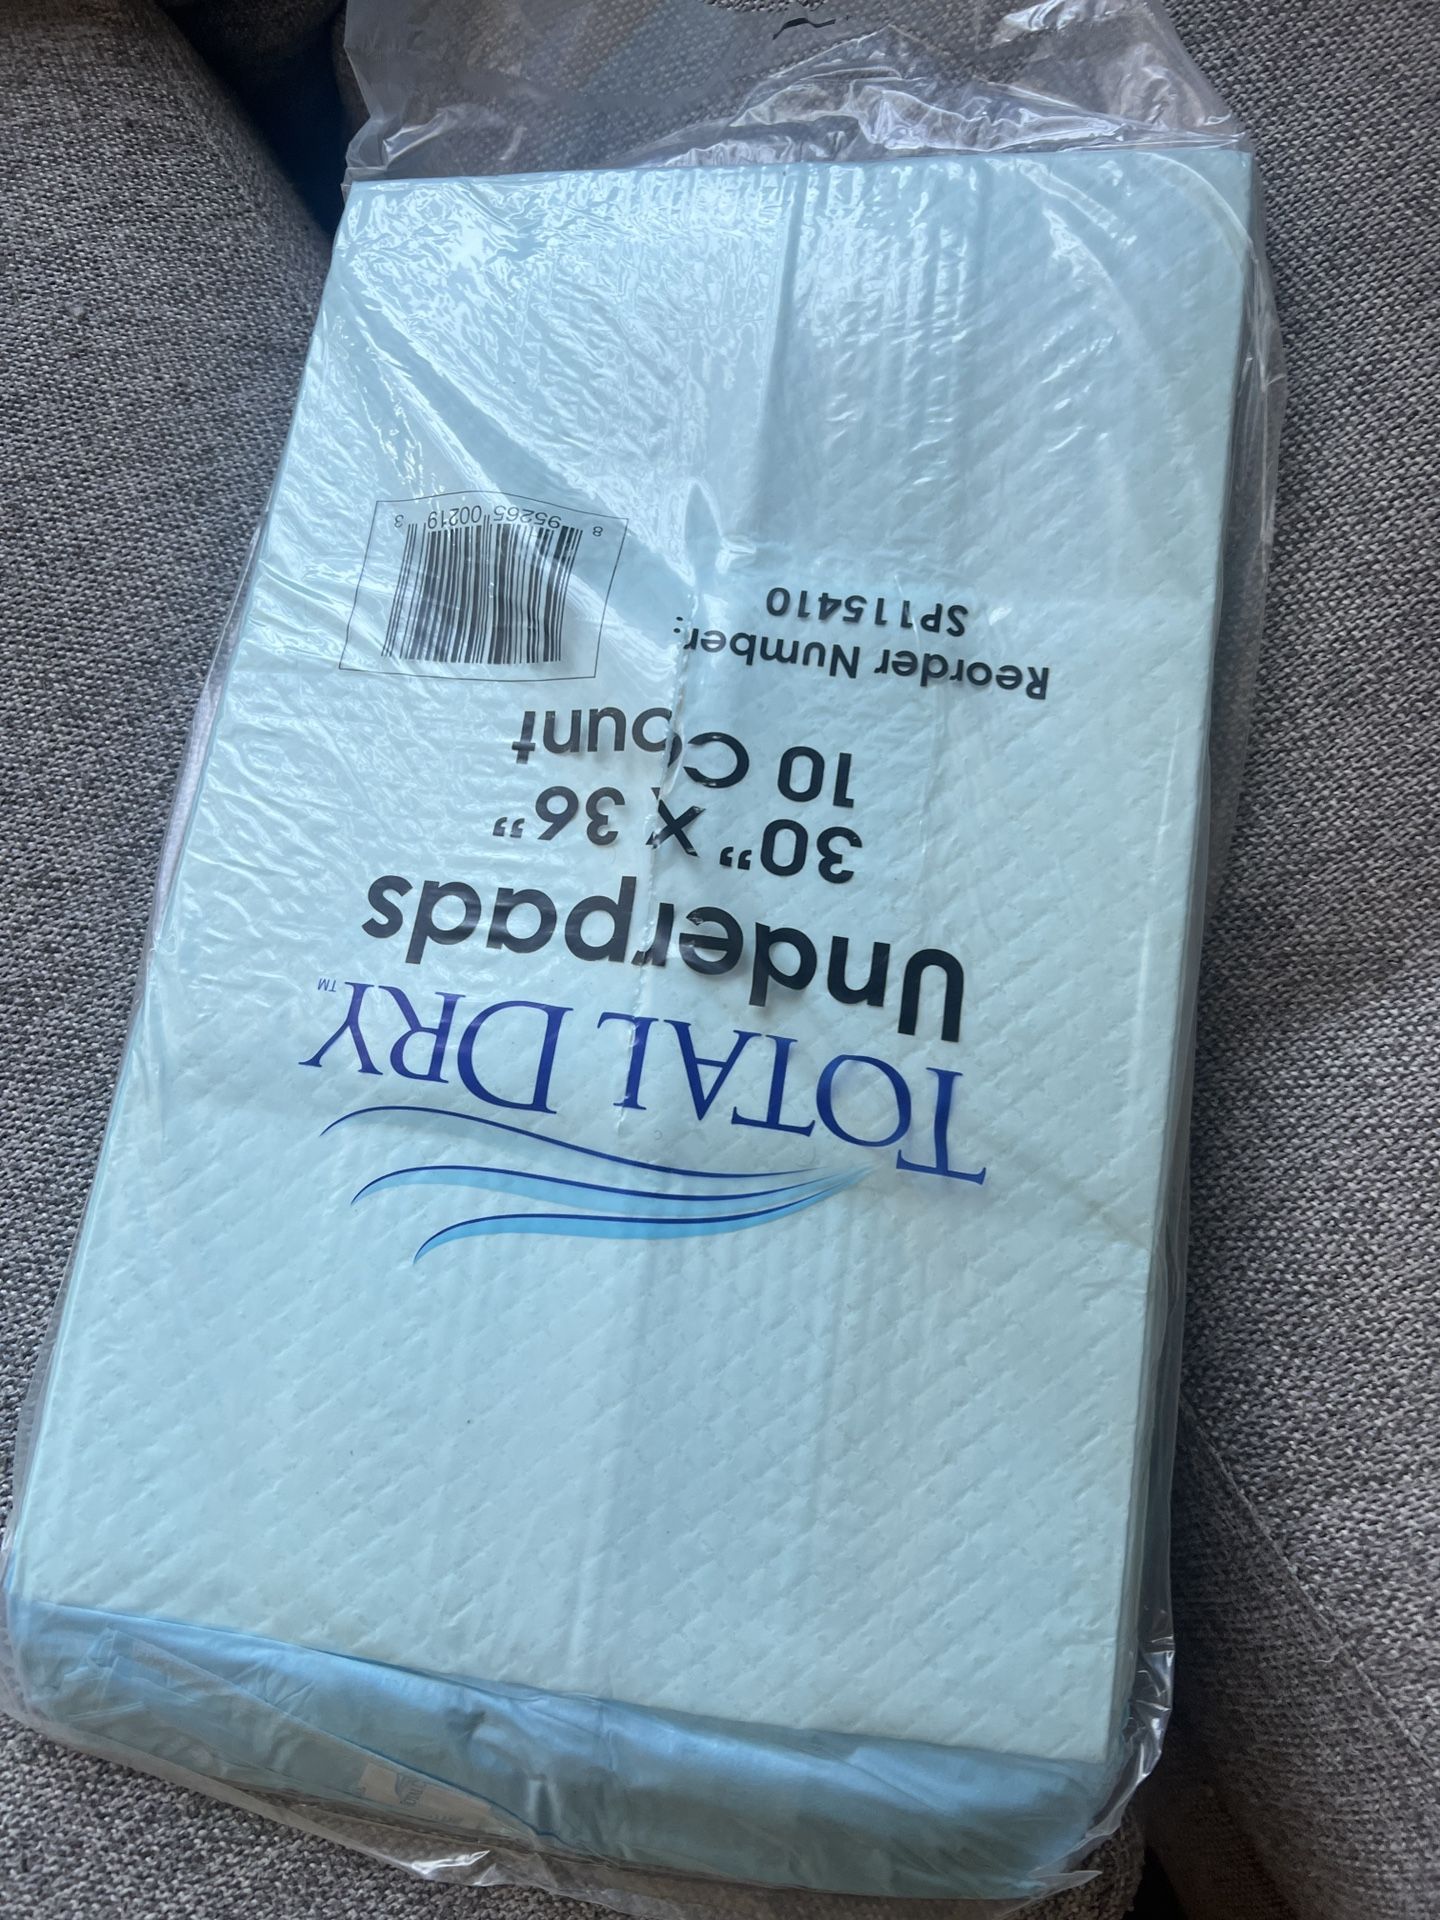 TOTAL DRY™
Underpads
30” X 36”
10 Count
Reorder Number:
SP115410
8 95265 00219 3